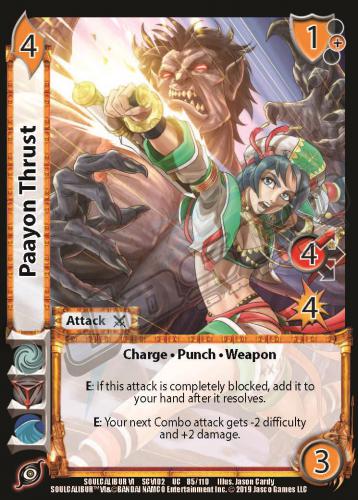 4
1
+
Paayon Thrust
4
4
Attack
Charge • Punch • Weapon
E: If this attack is completely blocked, add it to
your hand after it resolves.
E: Your next Combo attack gets -2 difficulty
and +2 damage.
3
SOULCALIBUR VI SCVI02 UC 85/110 Illus. Jason Cardy
SOULCALIBUR™VI&©BANDAI NAMCO Entertainment Inc. ©2019 Jasco Games LLC